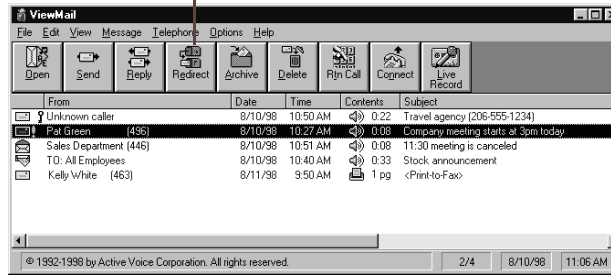 ViewMail
File Edit View Message Telephone Options Help
Open Send Reply Redirect Archive Delete Rtn Call Connect Live Record
From Date Time Contents Subject
Unknown caller 8/10/98 10:50 AM 0:22 Travel agency (206-555-1234)
Pat Green (496) 8/10/98 10:27 AM 0:08 Company meeting starts at 3pm today
Sales Department (446) 8/10/98 10:51 AM 0:08 11:30 meeting is canceled
TO: All Employees 8/10/98 10:40 AM 0:33 Stock announcement
Kelly White (463) 8/11/98 9:50 AM 1 pg <Print-to-Fax>
© 1992-1998 by Active Voice Corporation. All rights reserved. 2/4 8/10/98 11:06 AM